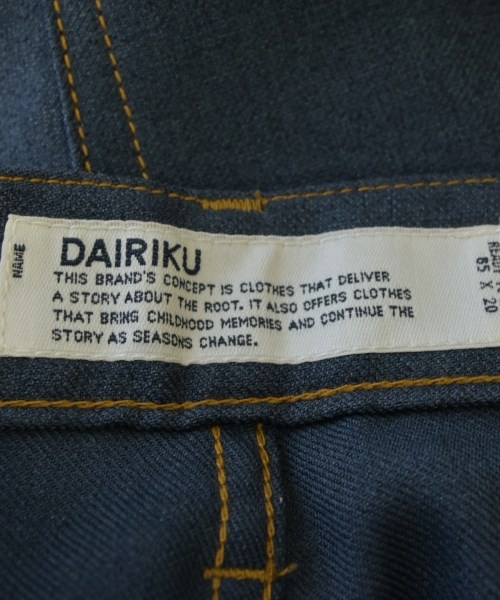 NAME
DAIRIKU
THIS BRAND'S CONCEPT IS CLOTHES THAT DELIVER
A STORY ABOUT THE ROOT. IT ALSO OFFERS CLOTHES
THAT BRING CHILDHOOD MEMORIES AND CONTINUE THE
STORY AS SEASONS CHANGE.
65 X 20